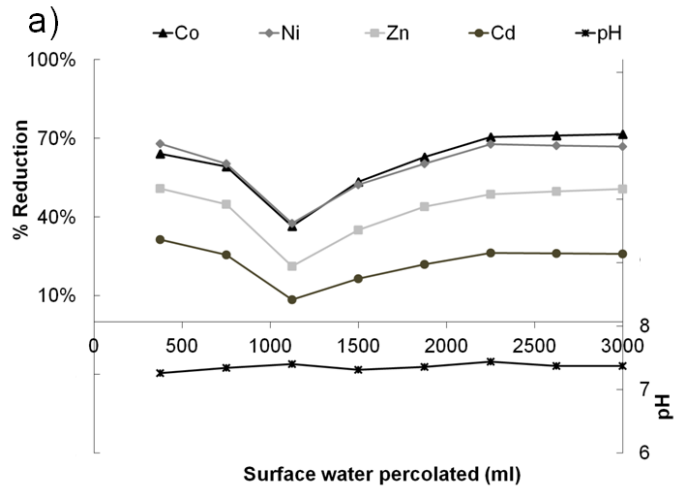 a)
Co Ni Zn Cd pH
100%
70%
40%
10%
% Reduction
0 500 1000 1500 2000 2500 3000
8
7
6
pH
Surface water percolated (ml)